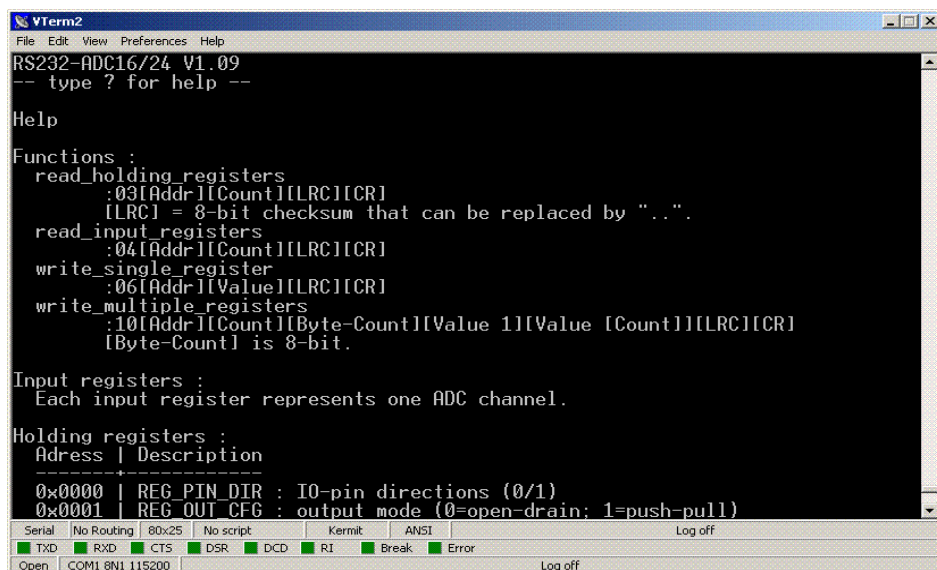 VTerm2
File Edit View Preferences Help
RS232-ADC16/24 V1.09
-- type ? for help --
Help
Functions :
read_holding_registers
:03[Addr][Count][LRC][CR]
[LRC] = 8-bit checksum that can be replaced by "..".
read_input_registers
:04[Addr][Count][LRC][CR]
write_single_register
:06[Addr][Value][LRC][CR]
write_multiple_registers
:10[Addr][Count][Byte-Count][Value 1][Value [Count]][LRC][CR]
[Byte-Count] is 8-bit.
Input registers :
Each input register represents one ADC channel.
Holding registers :
Adress | Description
-------+------------
0x0000 | REG_PIN_DIR : IO-pin directions (0/1)
0x0001 | REG_OUT_CFG : output mode (0=open-drain; 1=push-pull)
Serial No Routing 80x25 No script Kermit ANSI Log off
TXD RXD CTS DSR DCD RI Break Error
Open COM1 8N1 115200 Log off